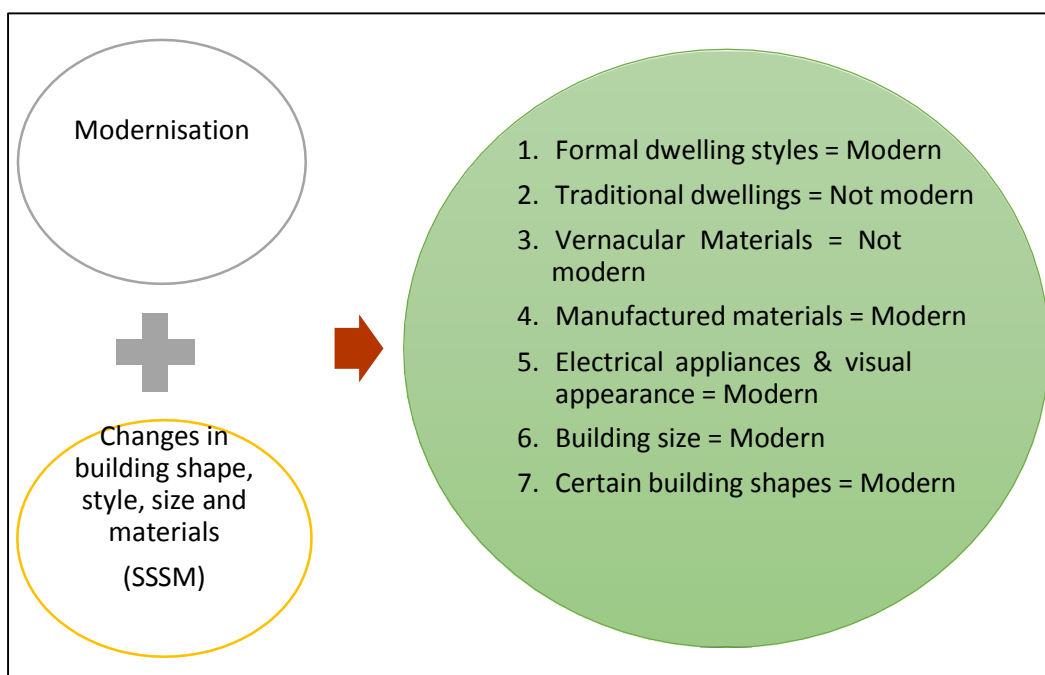 Modernisation
Changes in
building shape,
style, size and
materials
(SSSM)
1. Formal dwelling styles = Modern
2. Traditional dwellings = Not modern
3. Vernacular Materials = Not
modern
4. Manufactured materials = Modern
5. Electrical appliances & visual
appearance = Modern
6. Building size = Modern
7. Certain building shapes = Modern